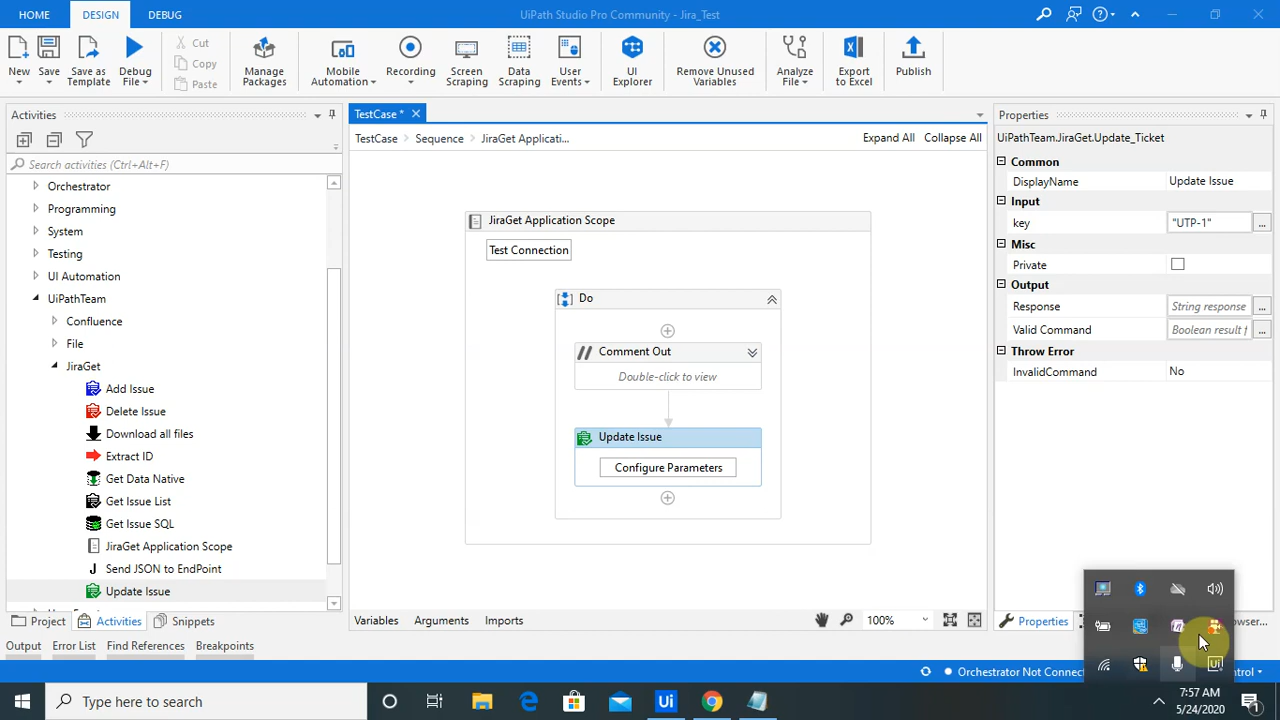 HOME DESIGN DEBUG UiPath Studio Pro Community - Jira_Test
New Save Save as Template Debug File Cut Copy Paste Manage Packages Mobile Automation Recording Screen Scraping Data Scraping User Events UI Explorer Remove Unused Variables Analyze File Export to Excel Publish
Activities
Search activities (Ctrl+Alt+F)
Orchestrator
Programming
System
Testing
UI Automation
UiPathTeam
Confluence
File
JiraGet
Add Issue
Delete Issue
Download all files
Extract ID
Get Data Native
Get Issue List
Get Issue SQL
JiraGet Application Scope
Send JSON to EndPoint
Update Issue
Project Activities Snippets
TestCase *
TestCase Sequence JiraGet Applicati... Expand All Collapse All
JiraGet Application Scope
Test Connection
Do
Comment Out
Double-click to view
Update Issue
Configure Parameters
Variables Arguments Imports 100%
Properties
UiPathTeam.JiraGet.Update_Ticket
Common
DisplayName Update Issue
Input
key "UTP-1" ...
Misc
Private
Output
Response String response ...
Valid Command Boolean result f ...
Throw Error
InvalidCommand No
Properties
Output Error List Find References Breakpoints
Orchestrator Not Connec
Type here to search
7:57 AM
5/24/2020